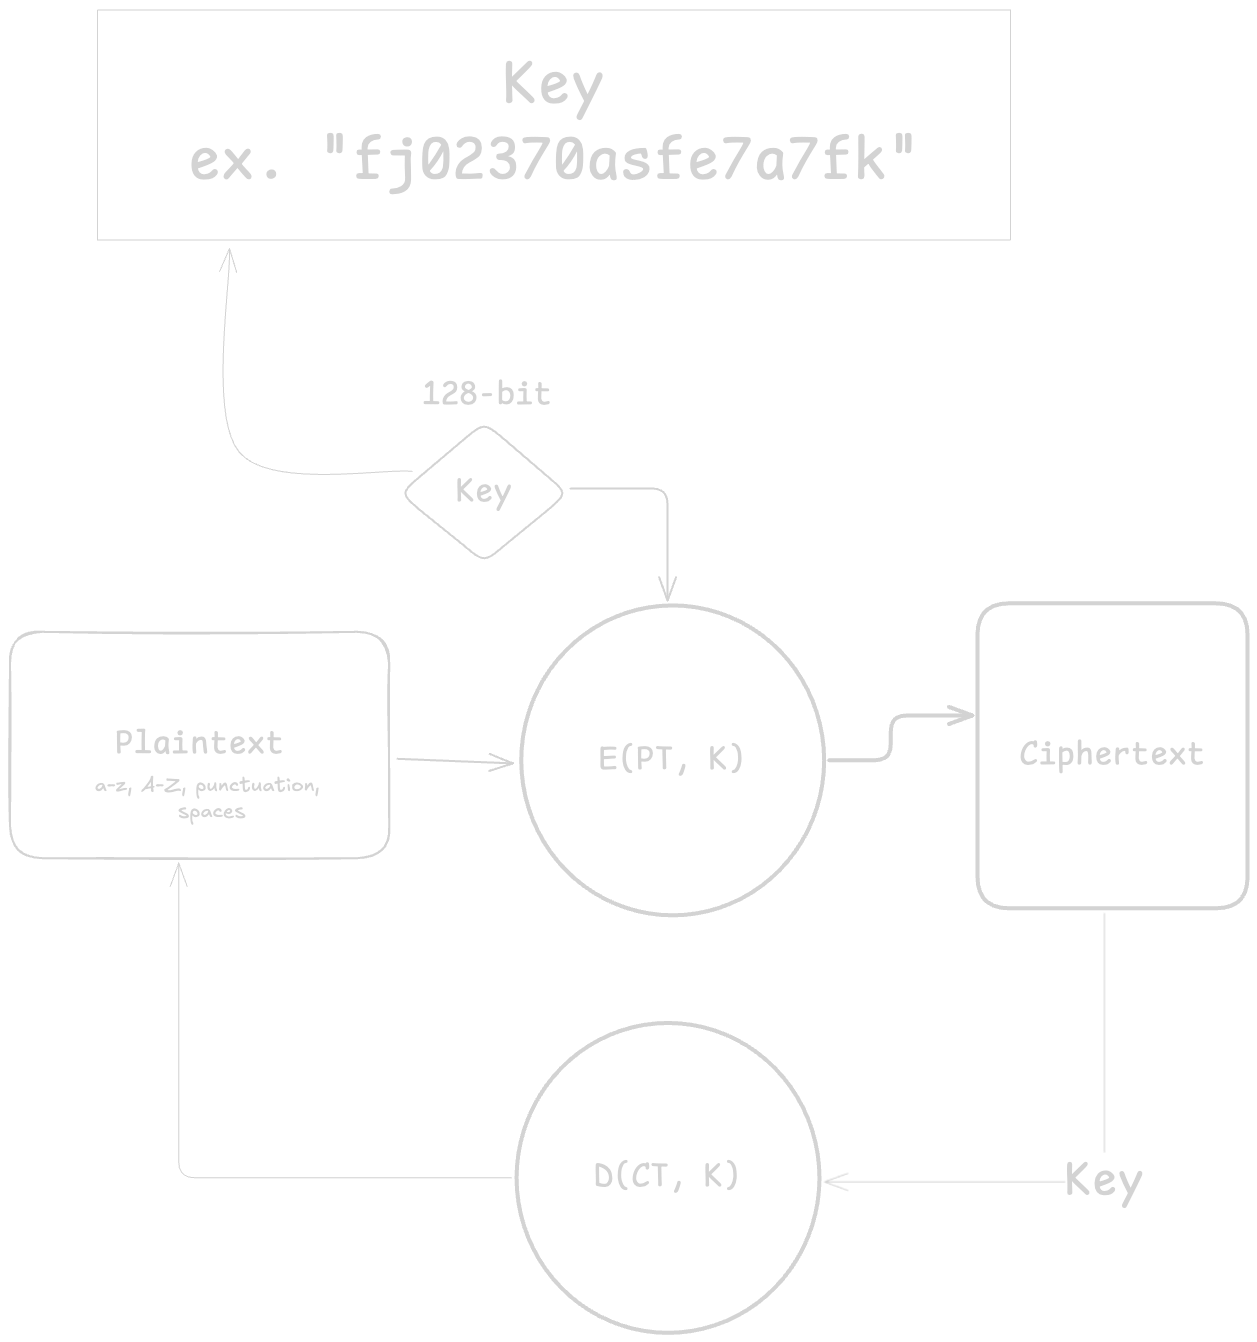 Key
ex. "fj02370asfe7a7fk"
128-bit
Key
Plaintext
a-z, A-Z, punctuation,
spaces
E(PT, K)
Ciphertext
D(CT, K)
Key